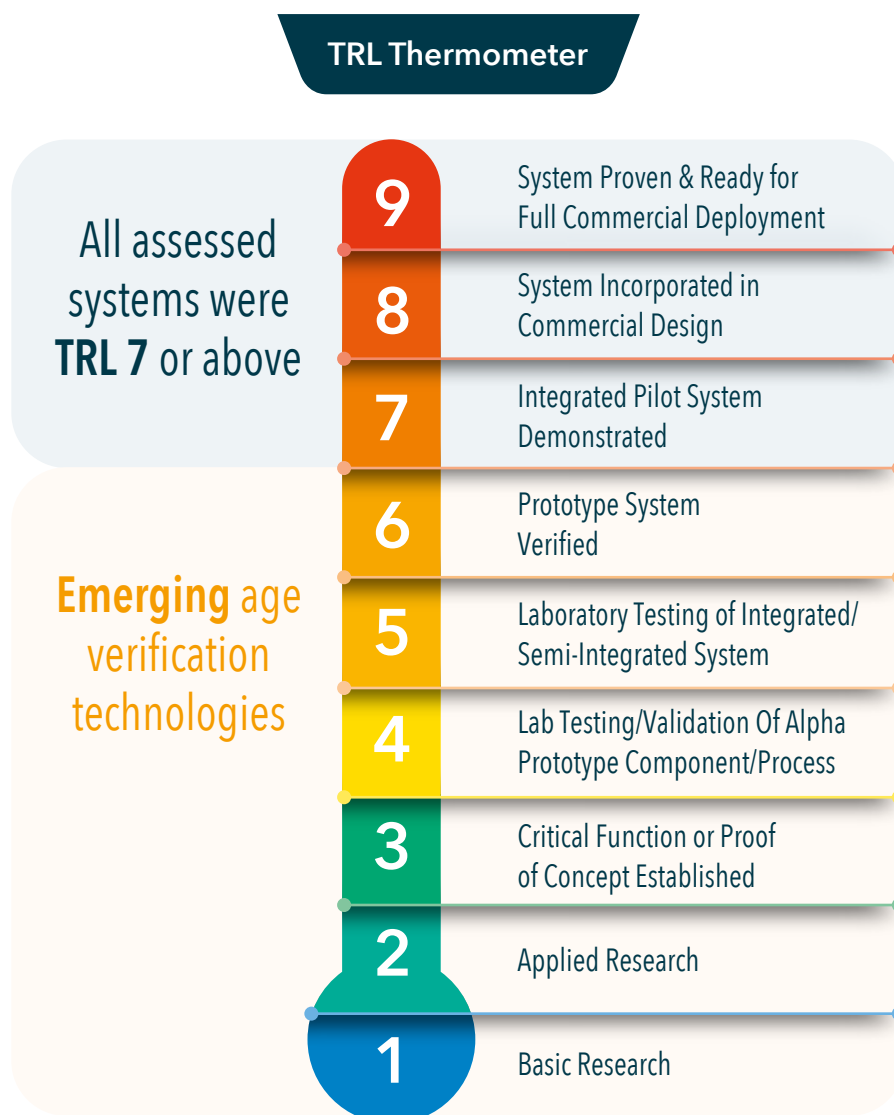 TRL Thermometer
All assessed
systems were
TRL 7 or above
9
System Proven & Ready for
Full Commercial Deployment
8
System Incorporated in
Commercial Design
7
Integrated Pilot System
Demonstrated
Emerging age
verification
technologies
6
Prototype System
Verified
5
Laboratory Testing of Integrated/
Semi-Integrated System
4
Lab Testing/Validation Of Alpha
Prototype Component/Process
3
Critical Function or Proof
of Concept Established
2
Applied Research
1
Basic Research